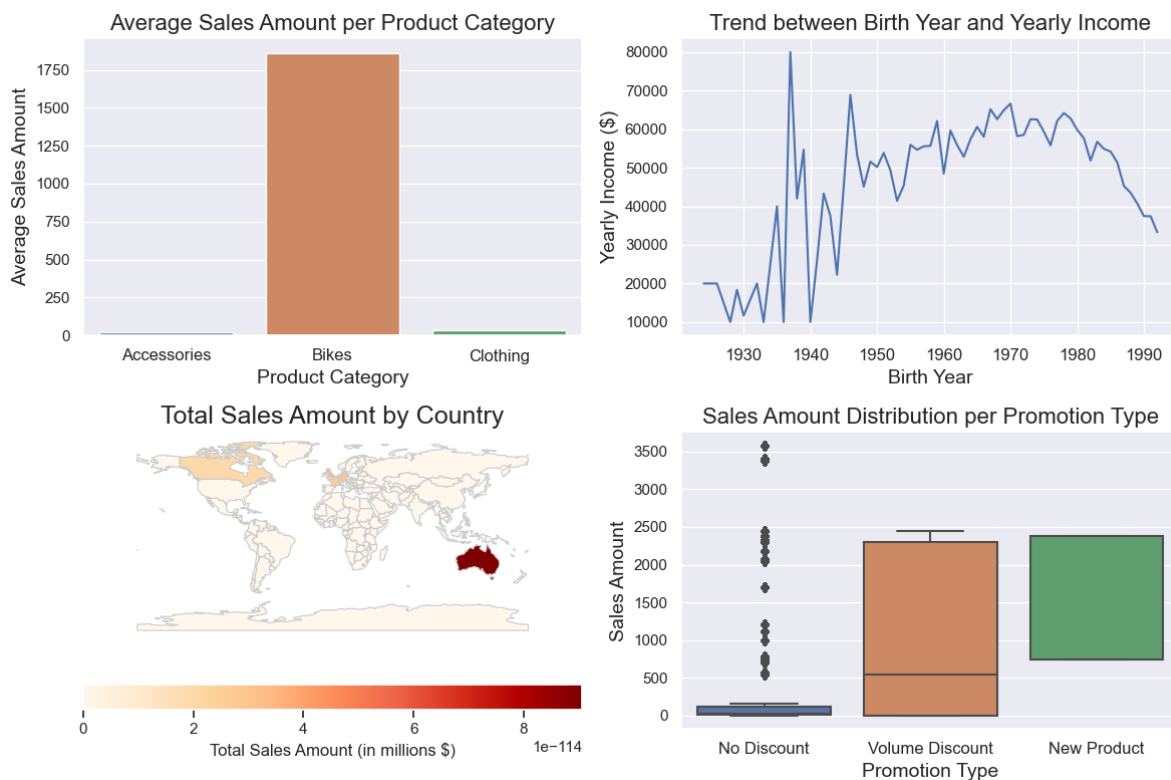 Average Sales Amount per Product Category
Average Sales Amount
1750
1500
1250
1000
750
500
250
0
Accessories
Bikes
Clothing
Product Category
Trend between Birth Year and Yearly Income
Yearly Income ($)
80000
70000
60000
50000
40000
30000
20000
10000
1930
1940
1950
1960
1970
1980
1990
Birth Year
Total Sales Amount by Country
0
2
4
6
8
Total Sales Amount (in millions $)
1e−114
Sales Amount Distribution per Promotion Type
Sales Amount
3500
3000
2500
2000
1500
1000
500
0
No Discount
Volume Discount
New Product
Promotion Type